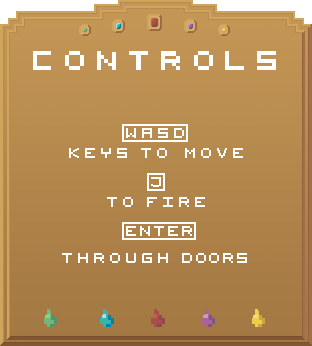 CONTROLS
WASD
KEYS TO MOVE
J
TO FIRE
ENTER
THROUGH DOORS